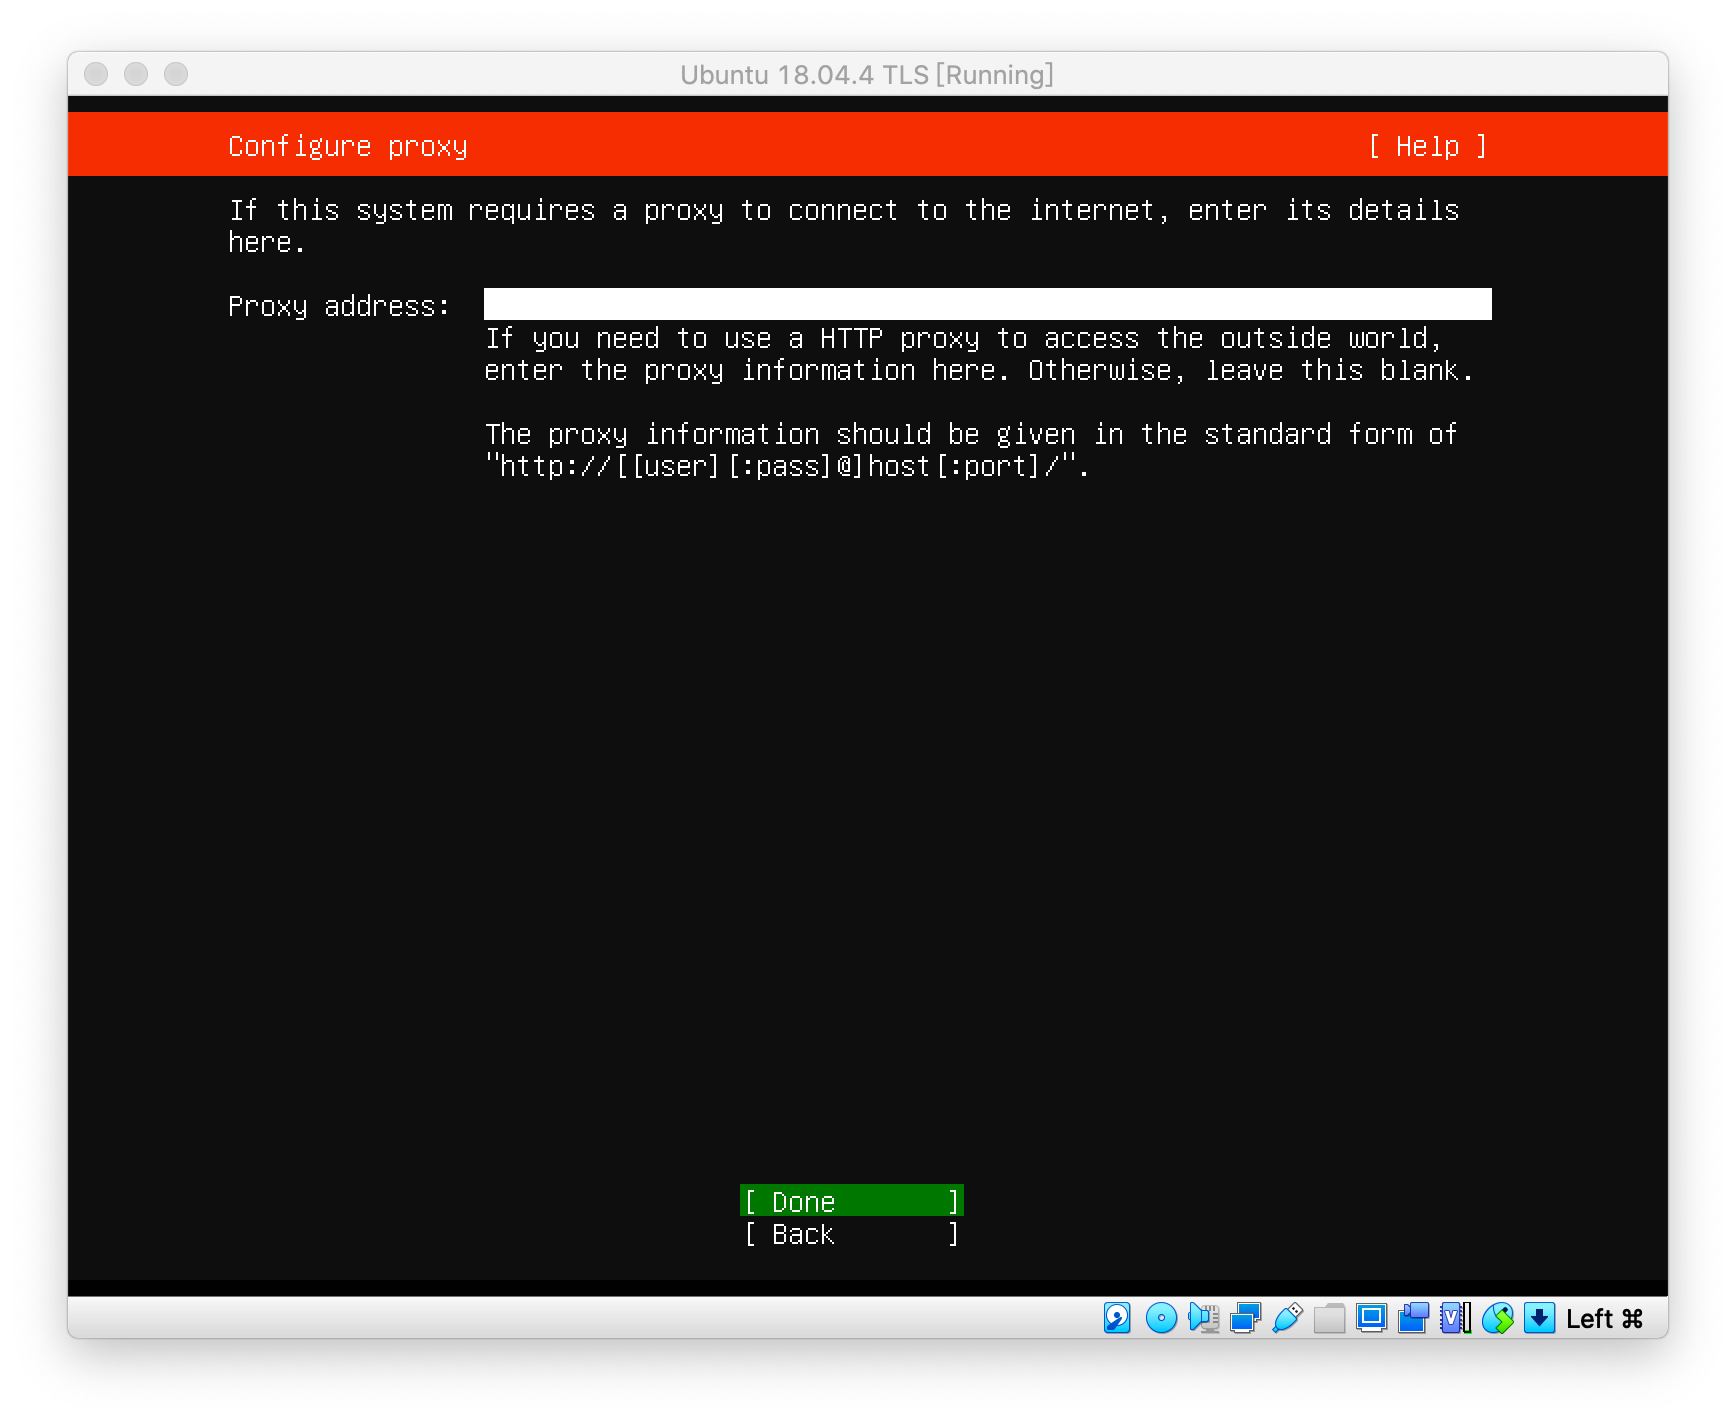 Ubuntu 18.04.4 TLS [Running]
Configure proxy [ Help ]
If this system requires a proxy to connect to the internet, enter its details
here.
Proxy address:
If you need to use a HTTP proxy to access the outside world,
enter the proxy information here. Otherwise, leave this blank.
The proxy information should be given in the standard form of
"http://[[user][:pass]@]host[:port]/".
[ Done ]
[ Back ]
Left ⌘